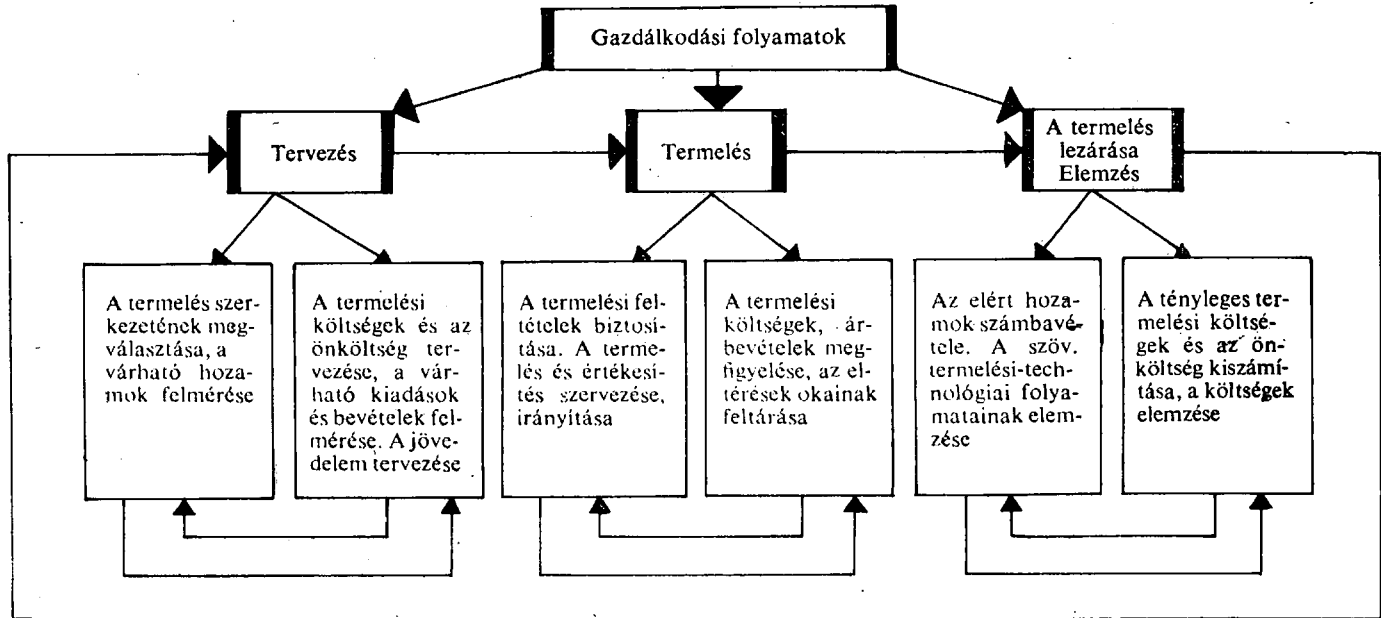 Gazdálkodási folyamatok
Tervezés
Termelés
A termelés
lezárása
Elemzés
A termelés szer-
kezetének meg-
választása, a
várható hoza-
mok felmérése
A termelési
költségek és az
önköltség ter-
vezése, a vár-
ható kiadások
és bevételek fel-
mérése. A jöve-
delem tervezése
A termelési fel-
tételek biztosí-
tása. A terme-
lés és értékesí-
tés szervezése,
irányítása
A termelési
költségek, ár-
bevételek meg-
figyelése, az el-
térések okainak
feltárása
Az elért hoza-
mok számbavé-
tele. A szöv.
termelési-tech-
nológiai folya-
matainak elem-
zése
A tényleges ter-
melési költsé-
gek és az ön-
költség kiszámí-
tása, a költségek
elemzése